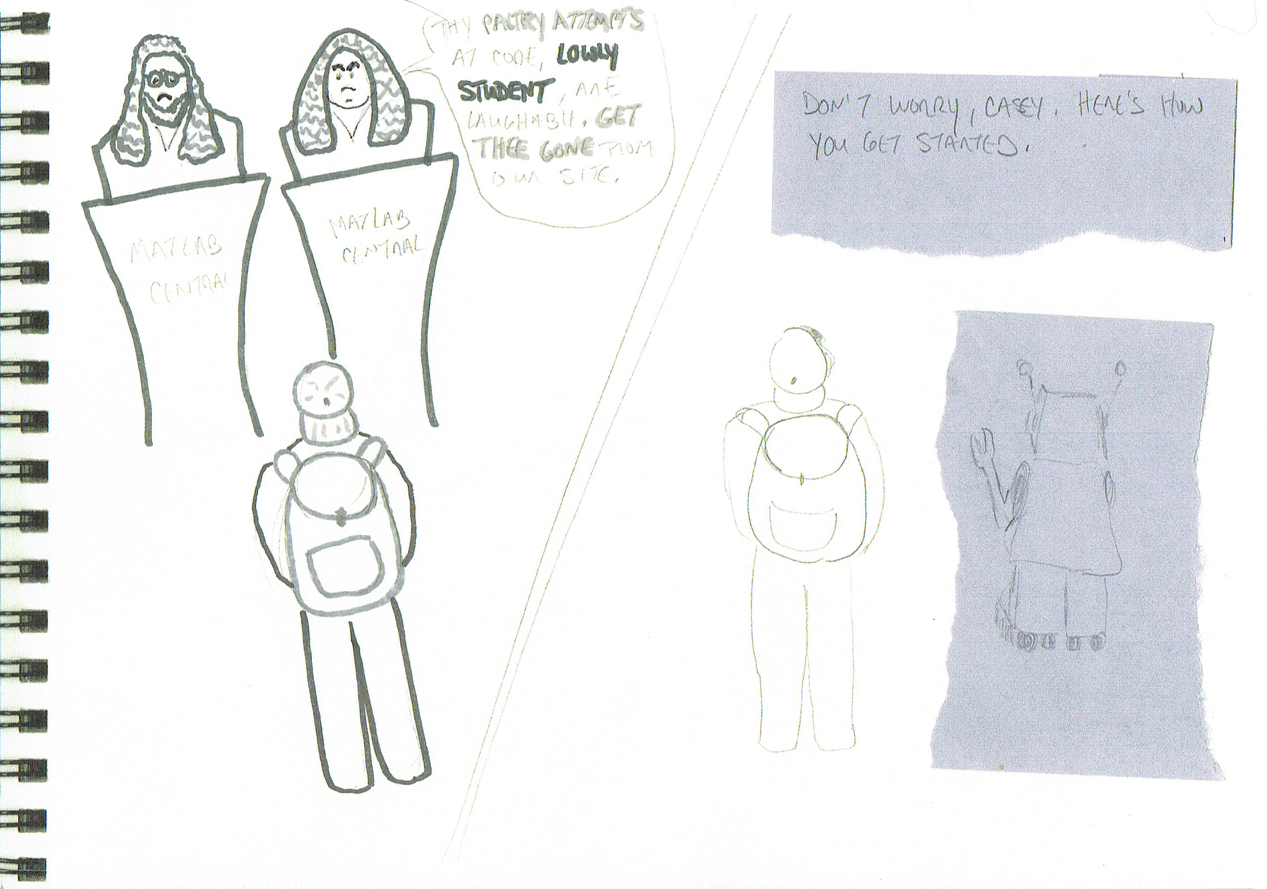 THY PALTRY ATTEMPTS
AT CODE, LOWLY
STUDENT, ARE
LAUGHABLE. GET
THEE GONE FROM
OUR SITE.
MATLAB
CENTRAL
MATLAB
CENTRAL
DON'T WORRY, CASEY. HERE'S HOW
YOU GET STARTED.